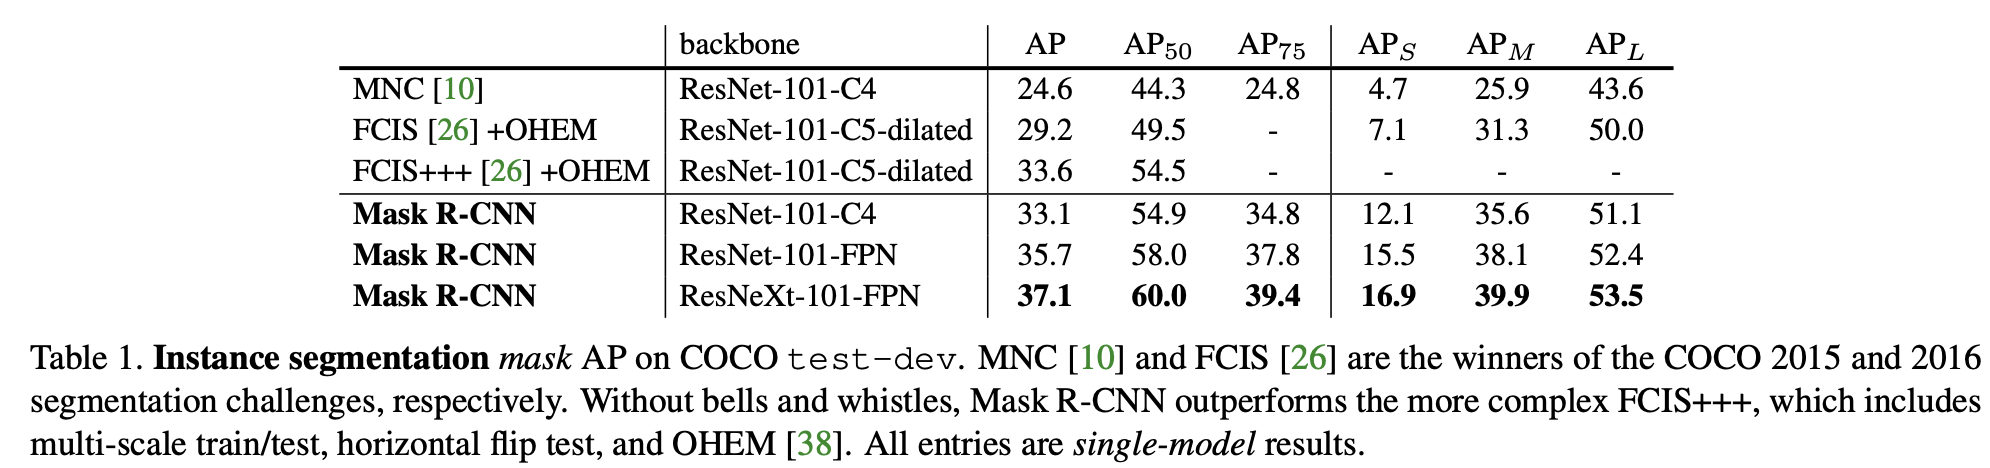 backbone AP AP50 AP75 APS APM APL
MNC [10] ResNet-101-C4 24.6 44.3 24.8 4.7 25.9 43.6
FCIS [26] +OHEM ResNet-101-C5-dilated 29.2 49.5 - 7.1 31.3 50.0
FCIS+++ [26] +OHEM ResNet-101-C5-dilated 33.6 54.5 - - - -
Mask R-CNN ResNet-101-C4 33.1 54.9 34.8 12.1 35.6 51.1
Mask R-CNN ResNet-101-FPN 35.7 58.0 37.8 15.5 38.1 52.4
Mask R-CNN ResNeXt-101-FPN 37.1 60.0 39.4 16.9 39.9 53.5
Table 1. Instance segmentation mask AP on COCO test-dev. MNC [10] and FCIS [26] are the winners of the COCO 2015 and 2016
segmentation challenges, respectively. Without bells and whistles, Mask R-CNN outperforms the more complex FCIS+++, which includes
multi-scale train/test, horizontal flip test, and OHEM [38]. All entries are single-model results.